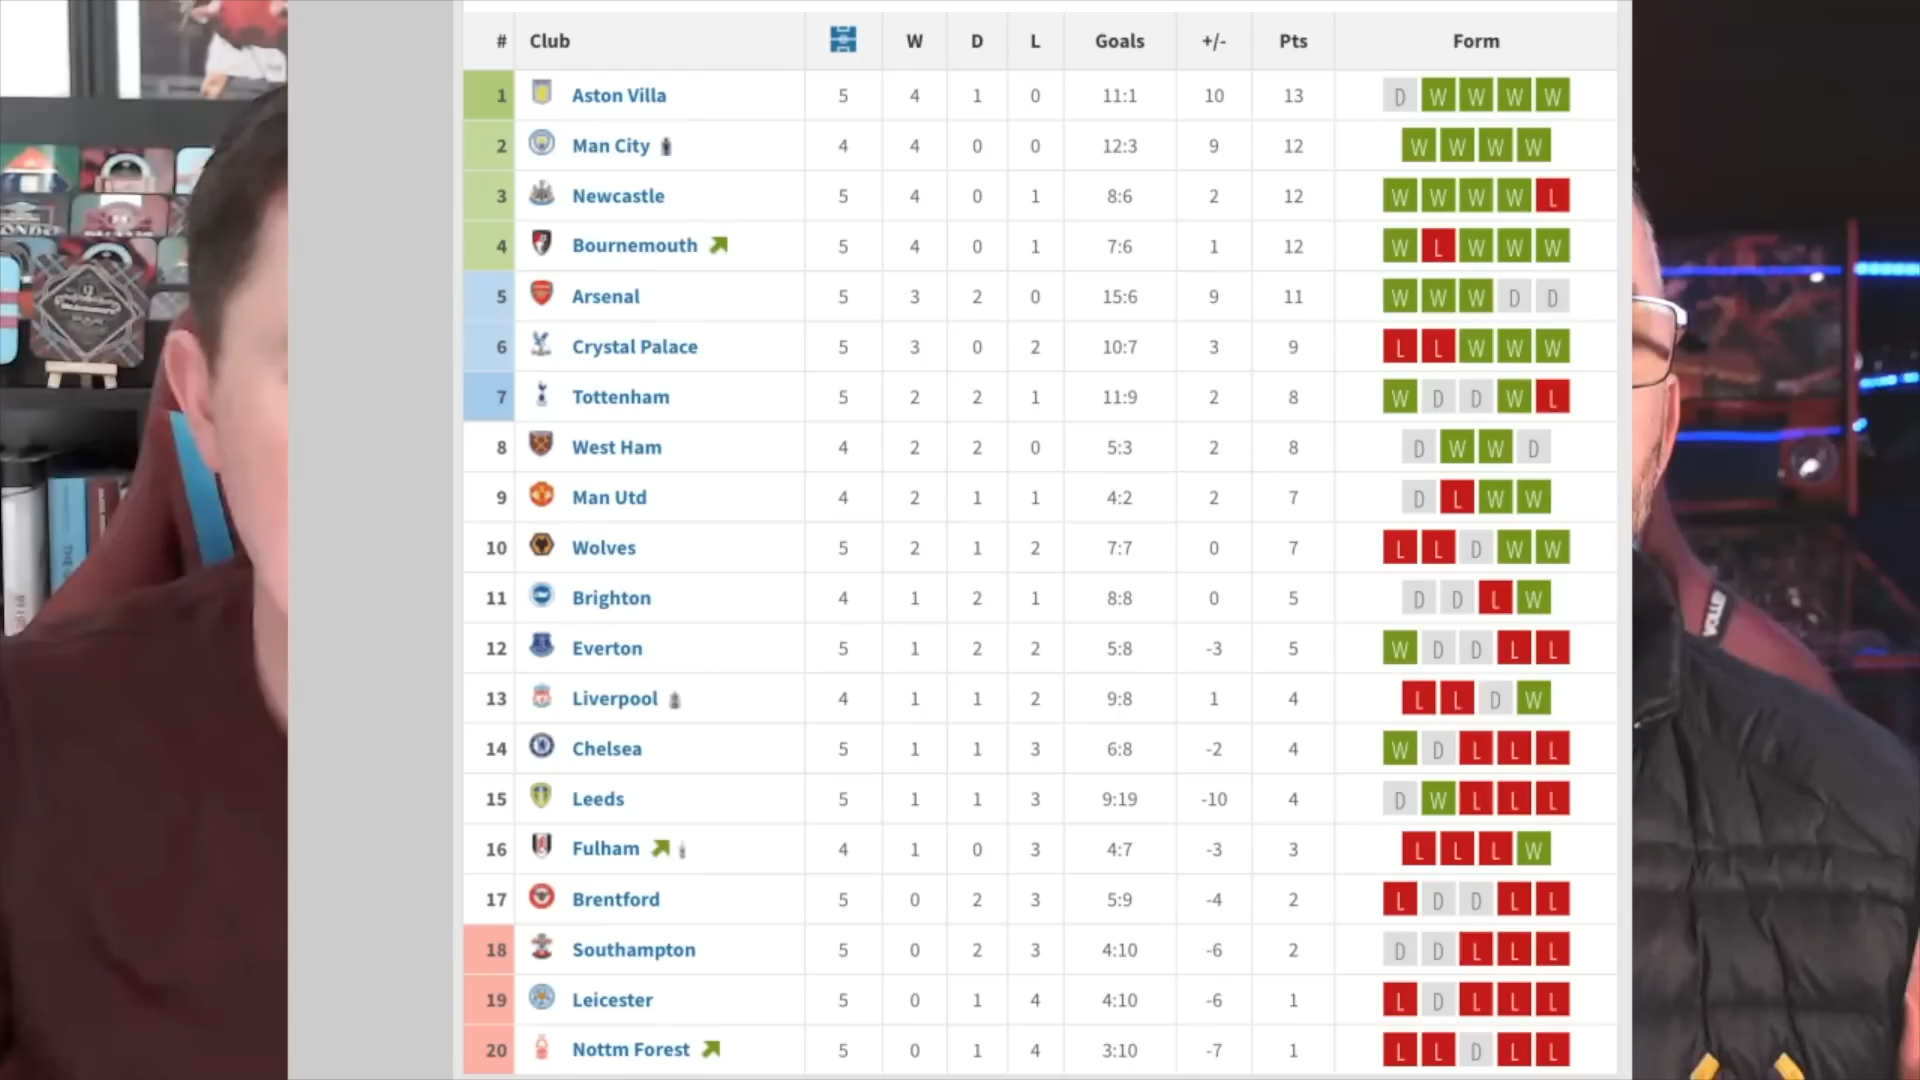 # Club W D L Goals +/- Pts Form
1 Aston Villa 5 4 1 0 11:1 10 13 D W W W W
2 Man City 4 4 0 0 12:3 9 12 W W W W
3 Newcastle 5 4 0 1 8:6 2 12 W W W W L
4 Bournemouth 5 4 0 1 7:6 1 12 W L W W W
5 Arsenal 5 3 2 0 15:6 9 11 W W W D D
6 Crystal Palace 5 3 0 2 10:7 3 9 L L W W W
7 Tottenham 5 2 2 1 11:9 2 8 W D D W L
8 West Ham 4 2 2 0 5:3 2 8 D W W D
9 Man Utd 4 2 1 1 4:2 2 7 D L W W
10 Wolves 5 2 1 2 7:7 0 7 L L D W W
11 Brighton 4 1 2 1 8:8 0 5 D D L W
12 Everton 5 1 2 2 5:8 -3 5 W D D L L
13 Liverpool 4 1 1 2 9:8 1 4 L L D W
14 Chelsea 5 1 1 3 6:8 -2 4 W D L L L
15 Leeds 5 1 1 3 9:19 -10 4 D W L L L
16 Fulham 4 1 0 3 4:7 -3 3 L L L W
17 Brentford 5 0 2 3 5:9 -4 2 L D D L L
18 Southampton 5 0 2 3 4:10 -6 2 D D L L L
19 Leicester 5 0 1 4 4:10 -6 1 L D L L L
20 Nottm Forest 5 0 1 4 3:10 -7 1 L L D L L